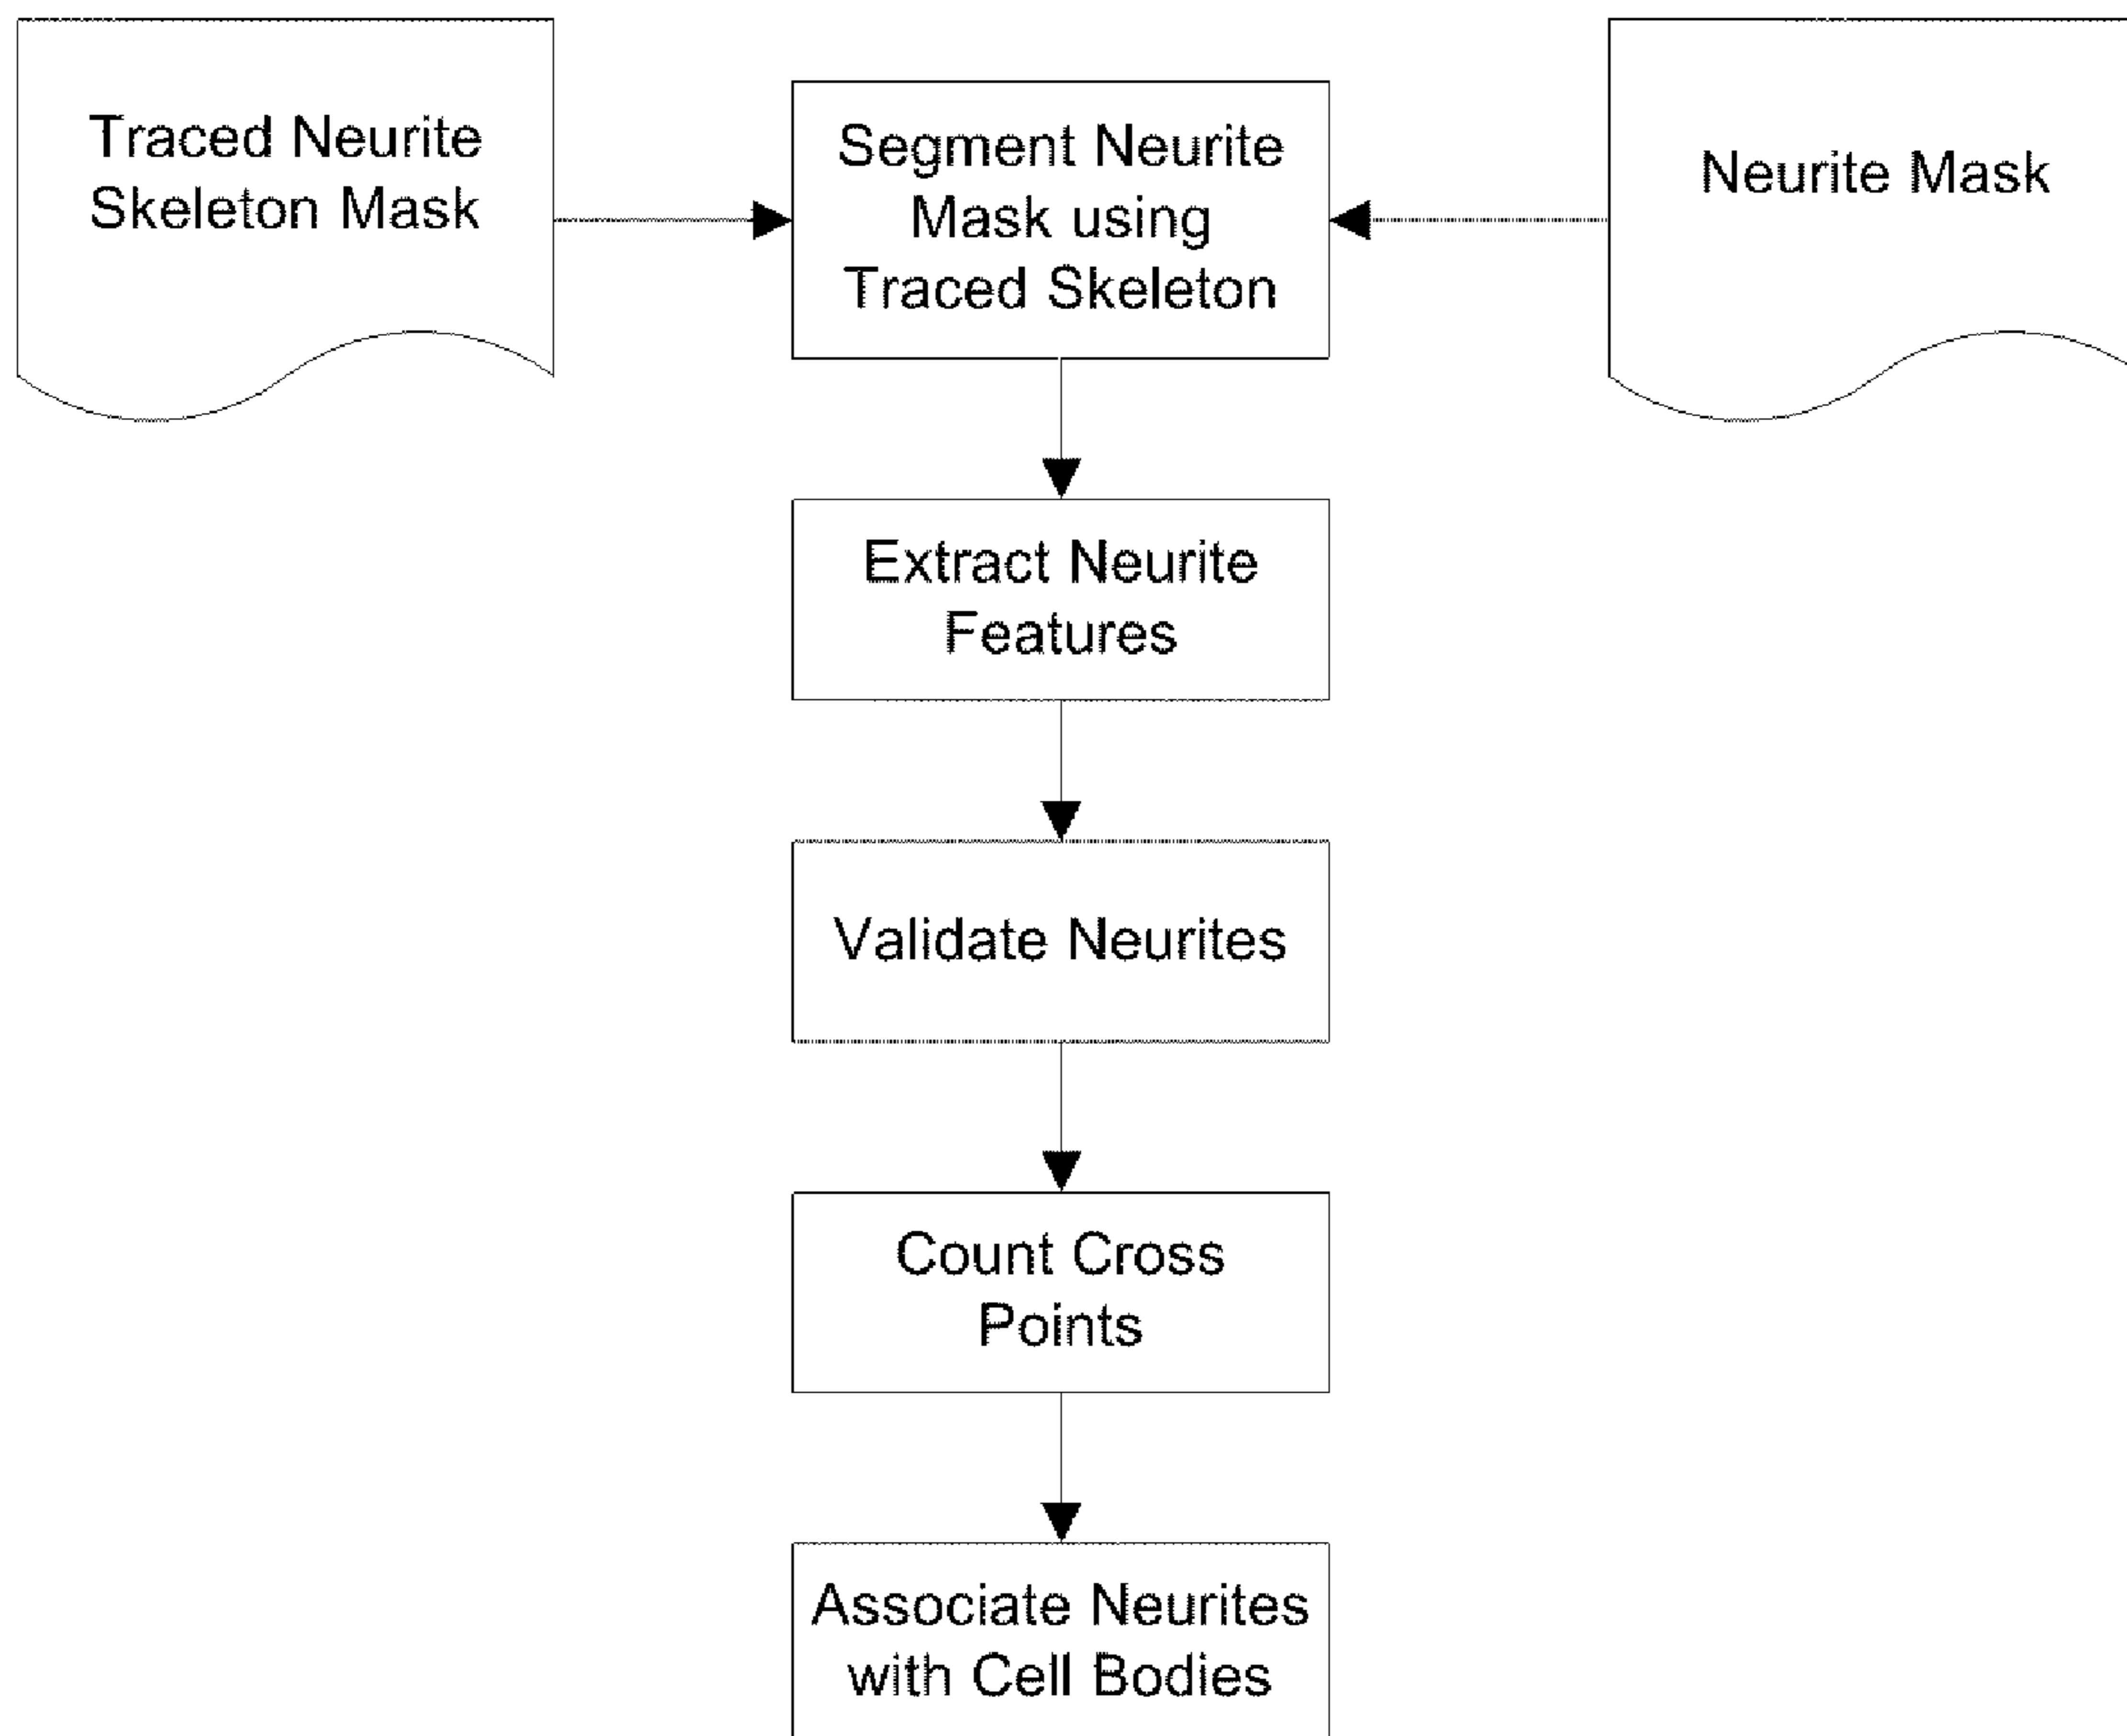 Traced Neurite
Skeleton Mask
Segment Neurite
Mask using
Traced Skeleton
Neurite Mask
Extract Neurite
Features
Validate Neurites
Count Cross
Points
Associate Neurites
with Cell Bodies